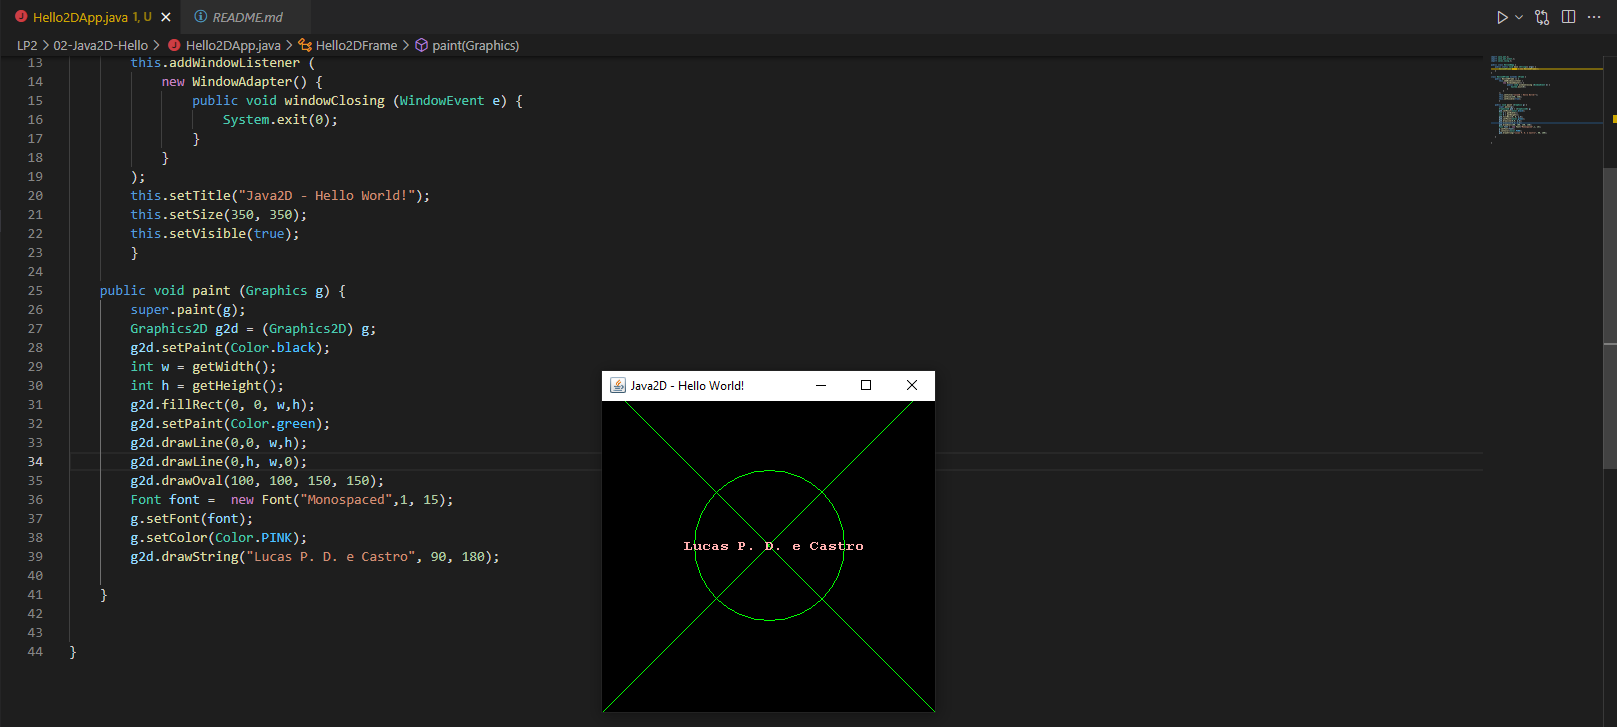 Hello2DApp.java 1, U
README.md
LP2 > 02-Java2D-Hello > Hello2DApp.java > Hello2DFrame > paint(Graphics)
13 this.addWindowListener (
14 new WindowAdapter() {
15 public void windowClosing (WindowEvent e) {
16 System.exit(0);
17 }
18 }
19 );
20 this.setTitle("Java2D - Hello World!");
21 this.setSize(350, 350);
22 this.setVisible(true);
23 }
24
25 public void paint (Graphics g) {
26 super.paint(g);
27 Graphics2D g2d = (Graphics2D) g;
28 g2d.setPaint(Color.black);
29 int w = getWidth();
30 int h = getHeight();
31 g2d.fillRect(0, 0, w,h);
32 g2d.setPaint(Color.green);
33 g2d.drawLine(0,0, w,h);
34 g2d.drawLine(0,h, w,0);
35 g2d.drawOval(100, 100, 150, 150);
36 Font font =  new Font("Monospaced",1, 15);
37 g.setFont(font);
38 g.setColor(Color.PINK);
39 g2d.drawString("Lucas P. D. e Castro", 90, 180);
40
41 }
42
43
44 }
Java2D - Hello World!
Lucas P. D. e Castro